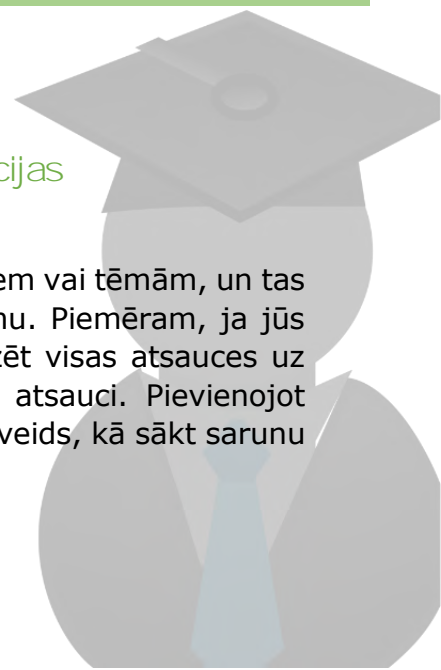 cijas
em vai tēmām, un tas
nu. Piemēram, ja jūs
zēt visas atsauces uz
atsauci. Pievienojot
veids, kā sākt sarunu